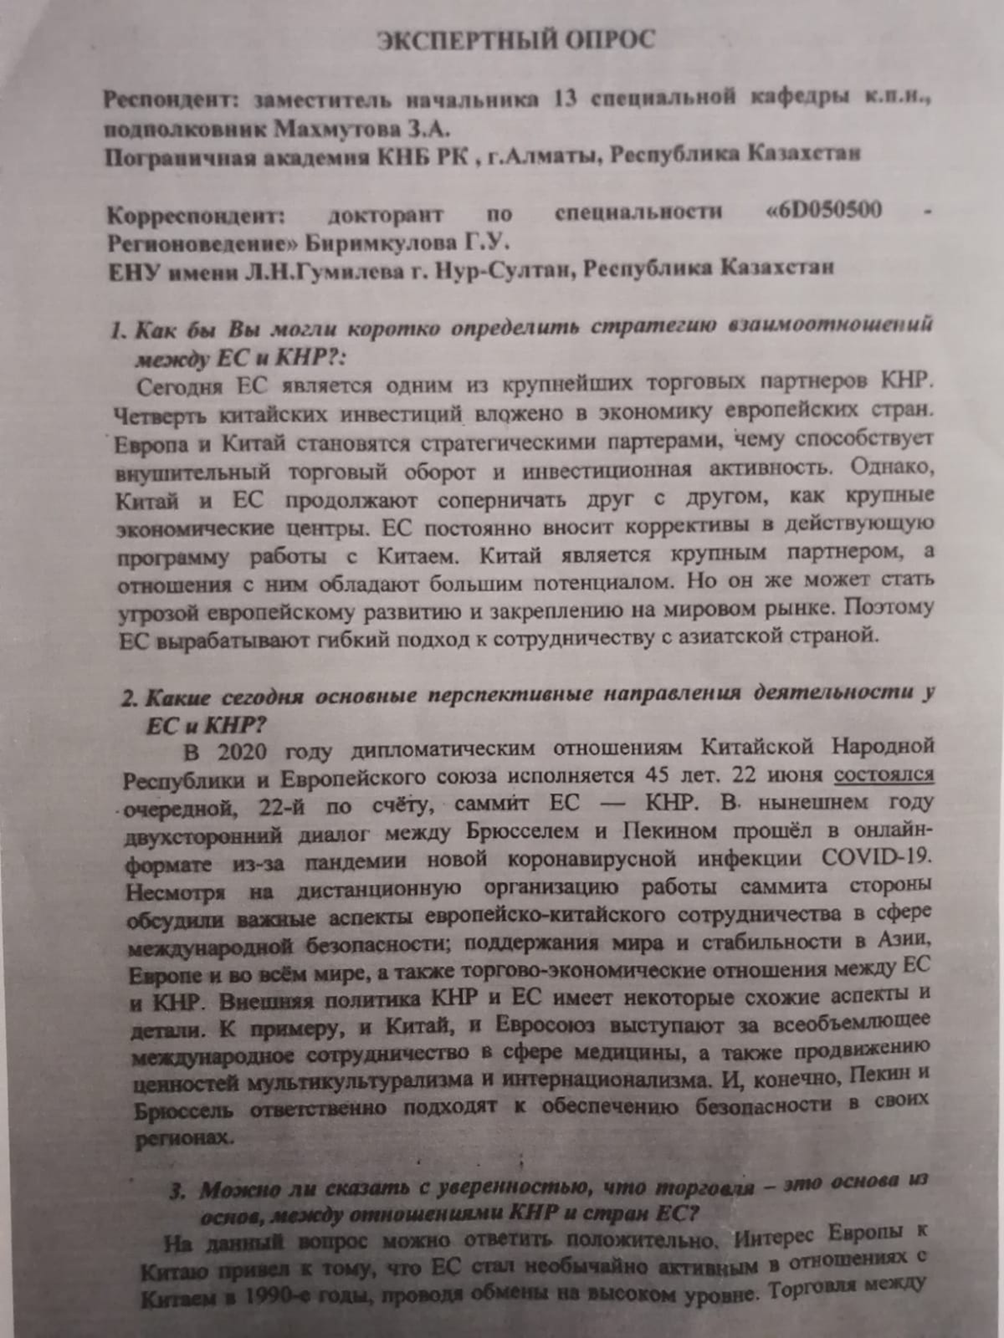 ЭКСПЕРТНЫЙ ОПРОС
Респондент: заместитель начальника 13 специальной кафедры к.п.н.,
подполковник Махмутова З.А.
Пограничная академия КНБ РК , г.Алматы, Республика Казахстан
Корреспондент: докторант по специальности «6D050500 -
Регионоведение» Биримкулова Г.У.
ЕНУ имени Л.Н.Гумилева г. Нур-Султан, Республика Казахстан
1. Как бы Вы могли коротко определить стратегию взаимоотношений
между ЕС и КНР?:
Сегодня ЕС является одним из крупнейших торговых партнеров КНР.
Четверть китайских инвестиций вложено в экономику европейских стран.
Европа и Китай становятся стратегическими партерами, чему способствует
внушительный торговый оборот и инвестиционная активность. Однако,
Китай и ЕС продолжают соперничать друг с другом, как крупные
экономические центры. ЕС постоянно вносит коррективы в действующую
программу работы с Китаем. Китай является крупным партнером, а
отношения с ним обладают большим потенциалом. Но он же может стать
угрозой европейскому развитию и закреплению на мировом рынке. Поэтому
ЕС вырабатывают гибкий подход к сотрудничеству с азиатской страной.
2. Какие сегодня основные перспективные направления деятельности у
ЕС и КНР?
В 2020 году дипломатическим отношениям Китайской Народной
Республики и Европейского союза исполняется 45 лет. 22 июня состоялся
очередной, 22-й по счёту, саммит ЕС — КНР. В нынешнем году
двухсторонний диалог между Брюсселем и Пекином прошёл в онлайн-
формате из-за пандемии новой коронавирусной инфекции COVID-19.
Несмотря на дистанционную организацию работы саммита стороны
обсудили важные аспекты европейско-китайского сотрудничества в сфере
международной безопасности; поддержания мира и стабильности в Азии,
Европе и во всём мире, а также торгово-экономические отношения между ЕС
и КНР. Внешняя политика КНР и ЕС имеет некоторые схожие аспекты и
детали. К примеру, и Китай, и Евросоюз выступают за всеобъемлющее
международное сотрудничество в сфере медицины, а также продвижению
ценностей мультикультурализма и интернационализма. И, конечно, Пекин и
Брюссель ответственно подходят к обеспечению безопасности в своих
регионах.
3. Можно ли сказать с уверенностью, что торговля – это основа из
основ, между отношениями КНР и стран ЕС?
На данный вопрос можно ответить положительно. Интерес Европы к
Китаю привел к тому, что ЕС стал необычайно активным в отношениях с
Китаем в 1990-е годы, проводя обмены на высоком уровне. Торговля между